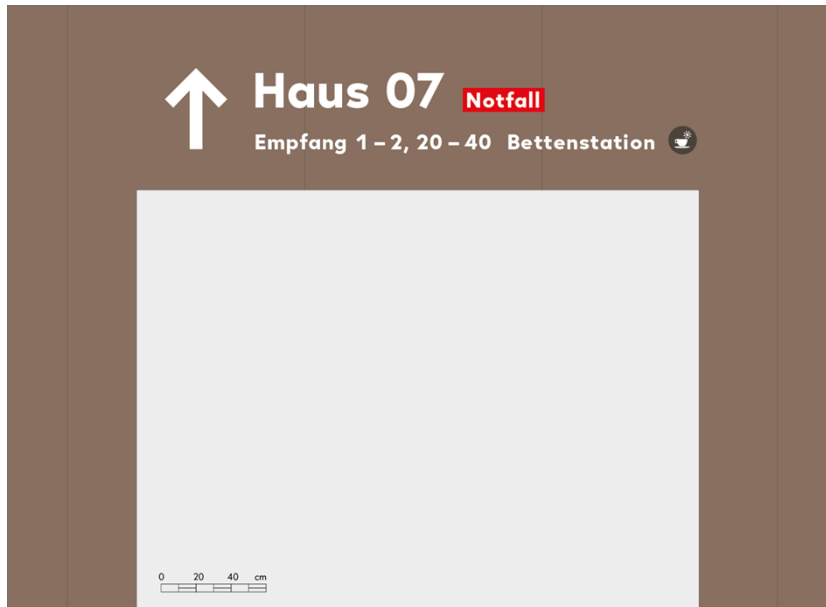 Haus 07 Notfall
Empfang 1 – 2, 20 – 40 Bettenstation
0 20 40 cm